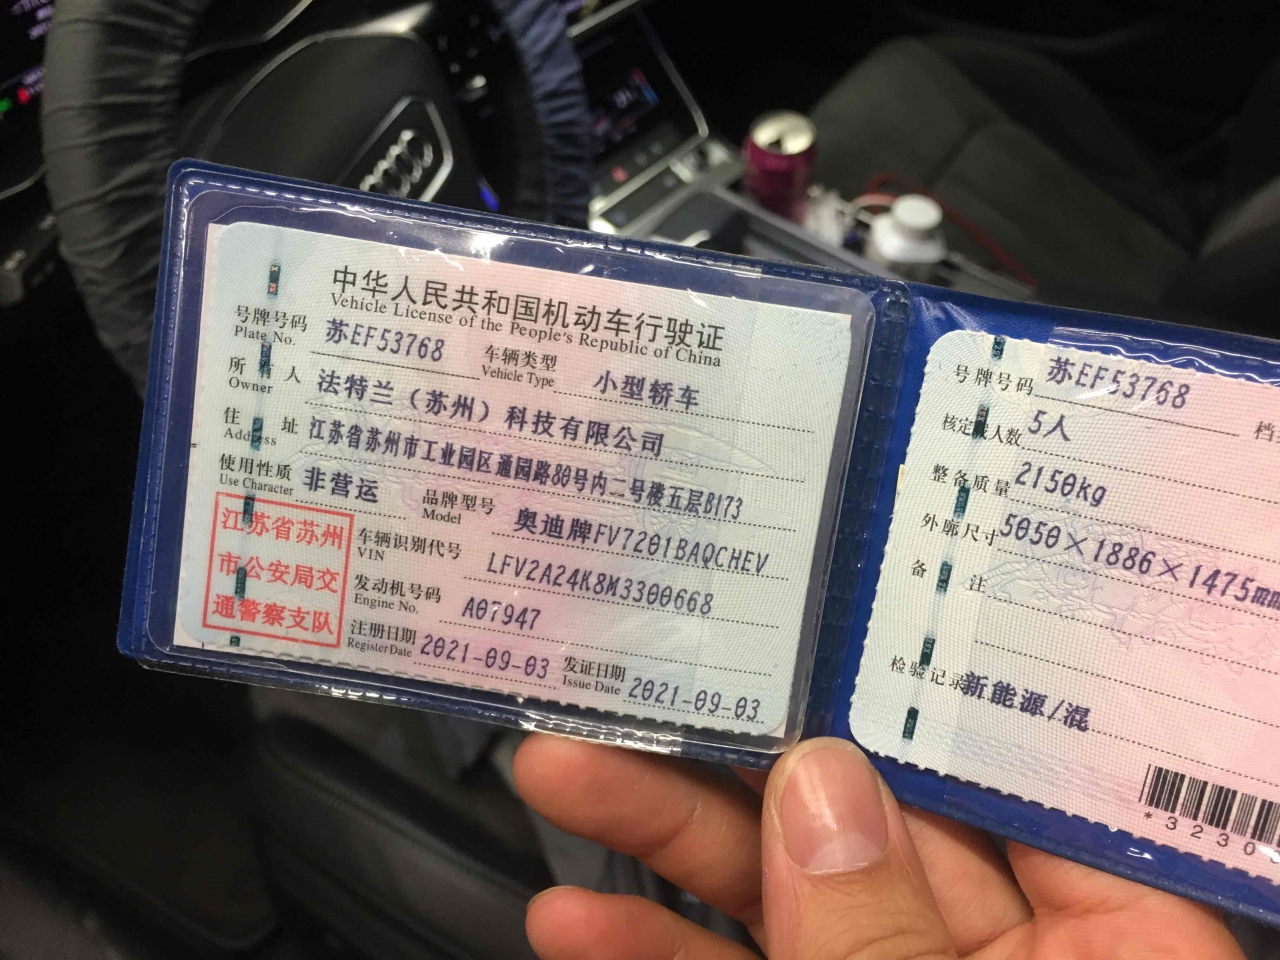 中华人民共和国机动车行驶证
Vehicle License of the People's Republic of China
号牌号码 苏EF53768 车辆类型 小型轿车
Plate No. Vehicle Type
所有人 法特兰（苏州）科技有限公司
Owner
住址 江苏省苏州市工业园区通园路80号内二号楼五层B173
Address
使用性质 非营运 品牌型号 奥迪牌FV7201BAQCHEV
Use Character Model
江苏省苏州
市公安局交
通警察支队
车辆识别代号 LFV2A24K8M3300668
VIN
发动机号码 A07947
Engine No.
注册日期 2021-09-03 发证日期 2021-09-03
Register Date Issue Date
号牌号码 苏EF53768 档
核定载人数 5人
整备质量 2150kg
外廓尺寸 5050×1886×1475mm
备注
检验记录 新能源/混
*3230